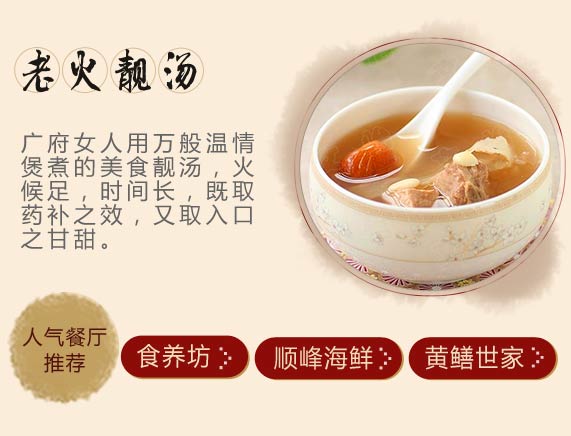 老火靓汤
广府女人用万般温情
煲煮的美食靓汤，火
候足，时间长，既取
药补之效，又取入口
之甘甜。
人气餐厅
推荐
食养坊
顺峰海鲜
黄鳝世家